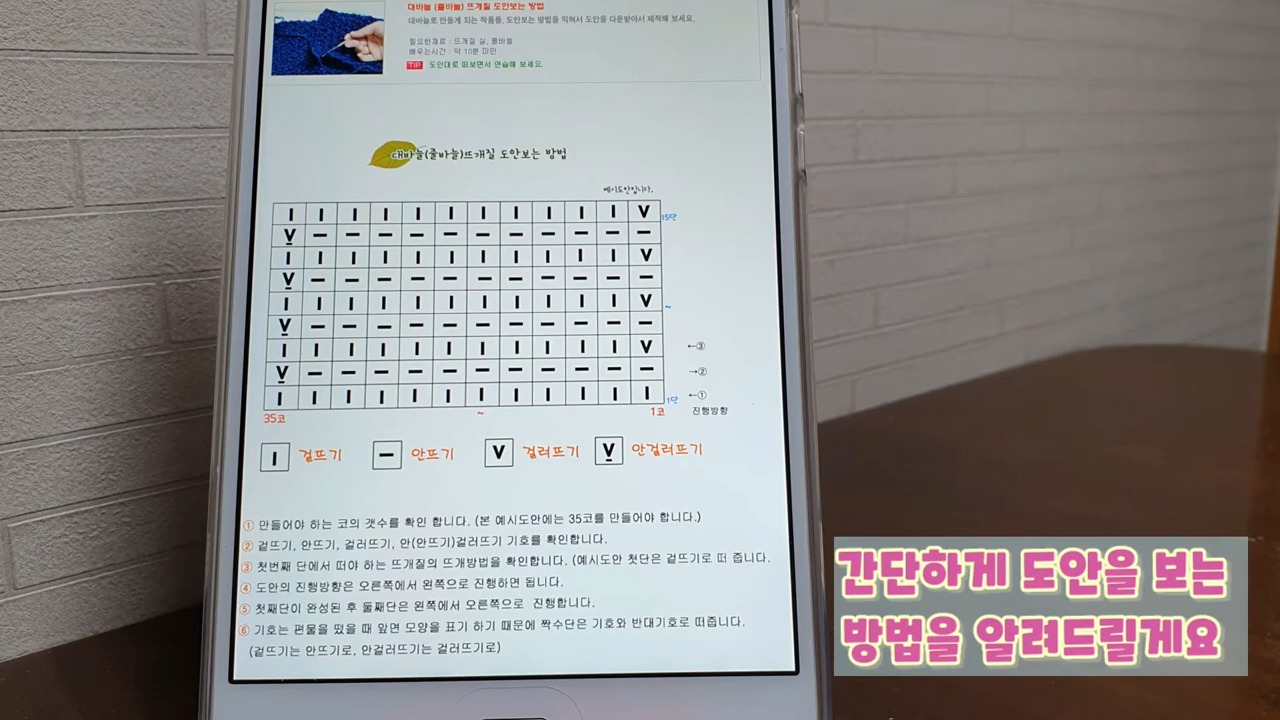 대바늘 (줄바늘) 뜨개질 도안보는 방법
대바늘로 만들게 되는 작품들, 도안보는 방법을 익혀서 도안을 다운받아서 제작해 보세요.
필요한재료 : 뜨개질 실, 줄바늘
배우는시간 : 약 10분 미만
TIP 도안대로 떠보면서 연습해 보세요.
대바늘(줄바늘)뜨개질 도안보는 방법
예시도안입니다.
I I I I I I I I I I I V 15단
V - - - - - - - - - - -
I I I I I I I I I I I V
V - - - - - - - - - - -
I I I I I I I I I I I V ~
V - - - - - - - - - - -
I I I I I I I I I I I V ←③
V - - - - - - - - - - - →②
I I I I I I I I I I I I 1단 ←①
35코 ~ 1코 진행방향
I 겉뜨기 - 안뜨기 V 걸러뜨기 V 안걸러뜨기
① 만들어야 하는 코의 갯수를 확인 합니다. (본 예시도안에는 35코를 만들어야 합니다.)
② 겉뜨기, 안뜨기, 걸러뜨기, 안(안뜨기)걸러뜨기 기호를 확인합니다.
③ 첫번째 단에서 떠야 하는 뜨개질의 뜨개방법을 확인합니다. (예시도안 첫단은 겉뜨기로 떠 줍니다.
④ 도안의 진행방향은 오른쪽에서 왼쪽으로 진행하면 됩니다.
⑤ 첫째단이 완성된 후 둘째단은 왼쪽에서 오른쪽으로 진행합니다.
⑥ 기호는 편물을 떴을 때 앞면 모양을 표기 하기 때문에 짝수단은 기호와 반대기호로 떠줍니다.
(겉뜨기는 안뜨기로, 안걸러뜨기는 걸러뜨기로)
간단하게 도안을 보는
방법을 알려드릴게요